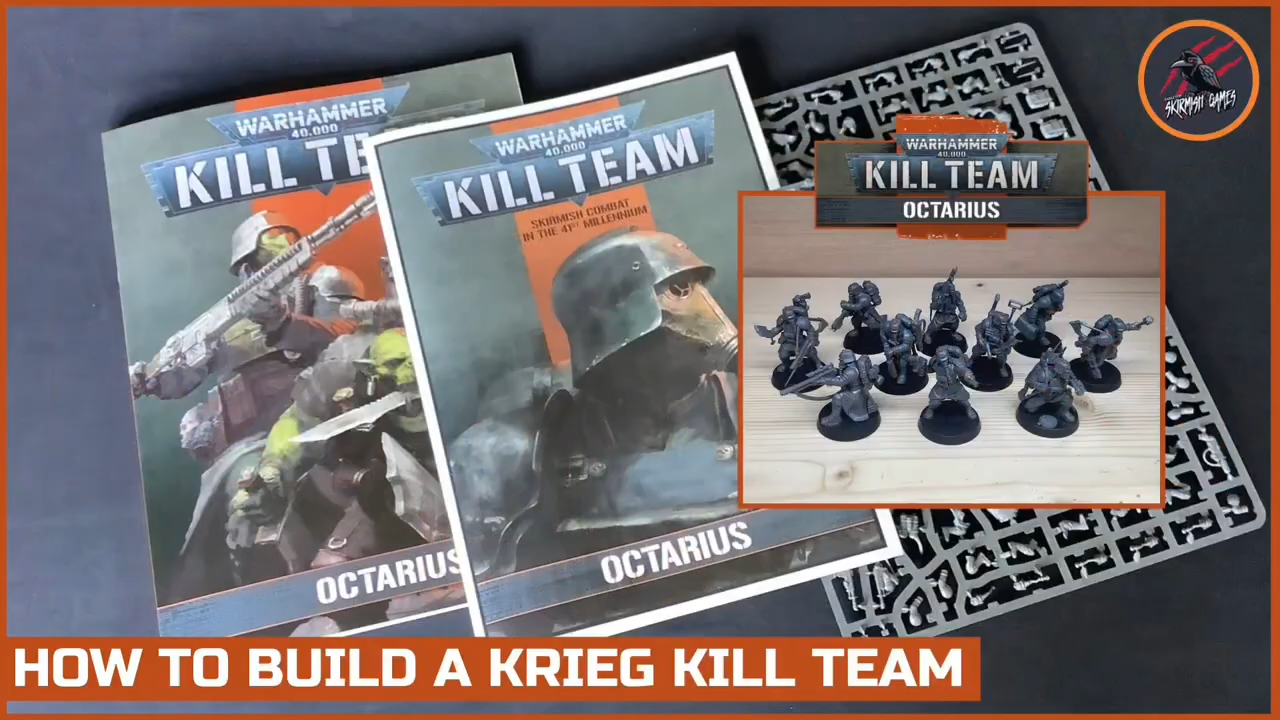 WARHAMMER
40,000
KILL TE
OCTARIUS
WARHAMMER
40,000
KILL TEAM
SKIRMISH COMBAT
IN THE 41ST MILLENNIUM
OCTARIUS
SKIRMISH GAMES
WARHAMMER
40,000
KILL TEAM
OCTARIUS
HOW TO BUILD A KRIEG KILL TEAM